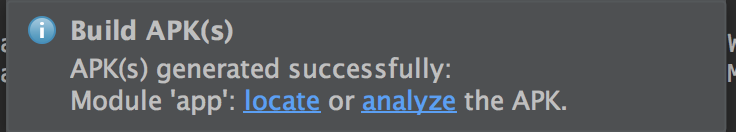 Build APK(s)
APK(s) generated successfully:
Module 'app': locate or analyze the APK.